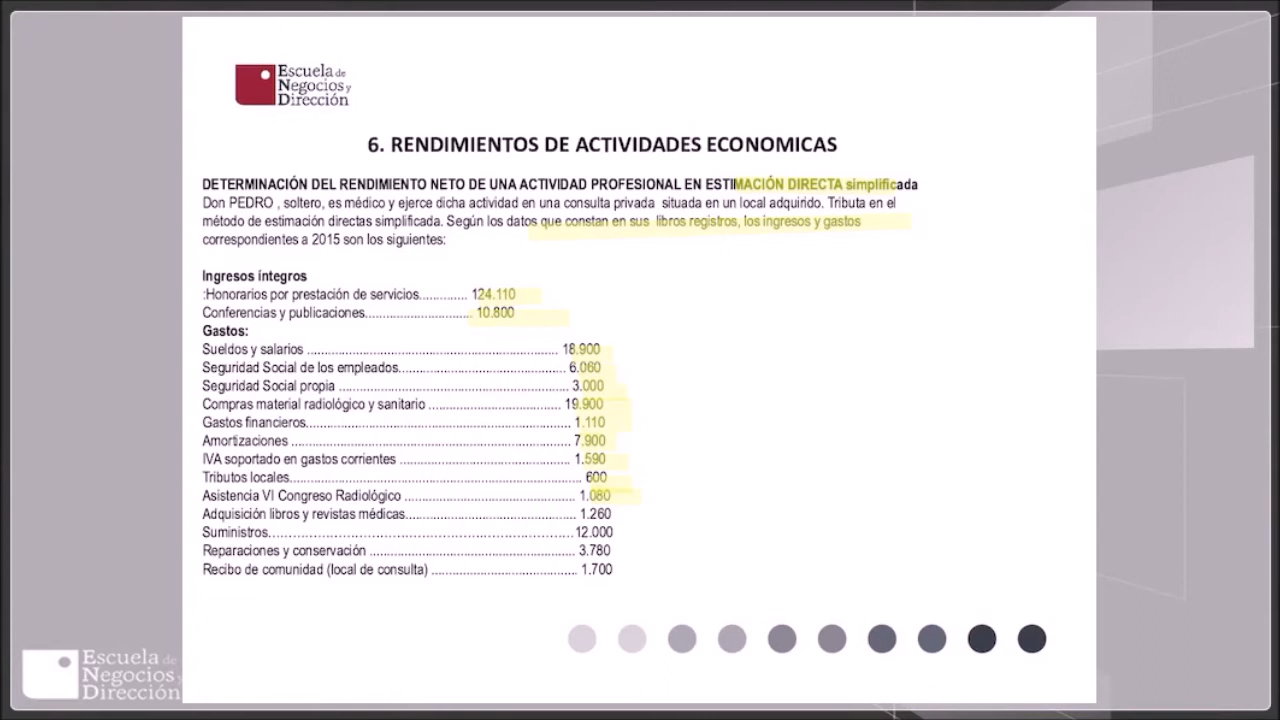 Escuela de
Negocios y
Dirección
6. RENDIMIENTOS DE ACTIVIDADES ECONOMICAS
DETERMINACIÓN DEL RENDIMIENTO NETO DE UNA ACTIVIDAD PROFESIONAL EN ESTIMACIÓN DIRECTA simplificada
Don PEDRO , soltero, es médico y ejerce dicha actividad en una consulta privada situada en un local adquirido. Tributa en el
método de estimación directas simplificada. Según los datos que constan en sus libros registros, los ingresos y gastos
correspondientes a 2015 son los siguientes:
Ingresos íntegros
:Honorarios por prestación de servicios............. 124.110
Conferencias y publicaciones............................. 10.800
Gastos:
Sueldos y salarios .................................................................. 18.900
Seguridad Social de los empleados............................................ 6.060
Seguridad Social propia ............................................................ 3.000
Compras material radiológico y sanitario .................................. 19.900
Gastos financieros..................................................................... 1.110
Amortizaciones ......................................................................... 7.900
IVA soportado en gastos corrientes ............................................ 1.590
Tributos locales........................................................................... 600
Asistencia VI Congreso Radiológico ........................................... 1.080
Adquisición libros y revistas médicas........................................... 1.260
Suministros……………………………………………………12.000
Reparaciones y conservación ..................................................... 3.780
Recibo de comunidad (local de consulta) ..................................... 1.700
Escuela de
Negocios y
Dirección